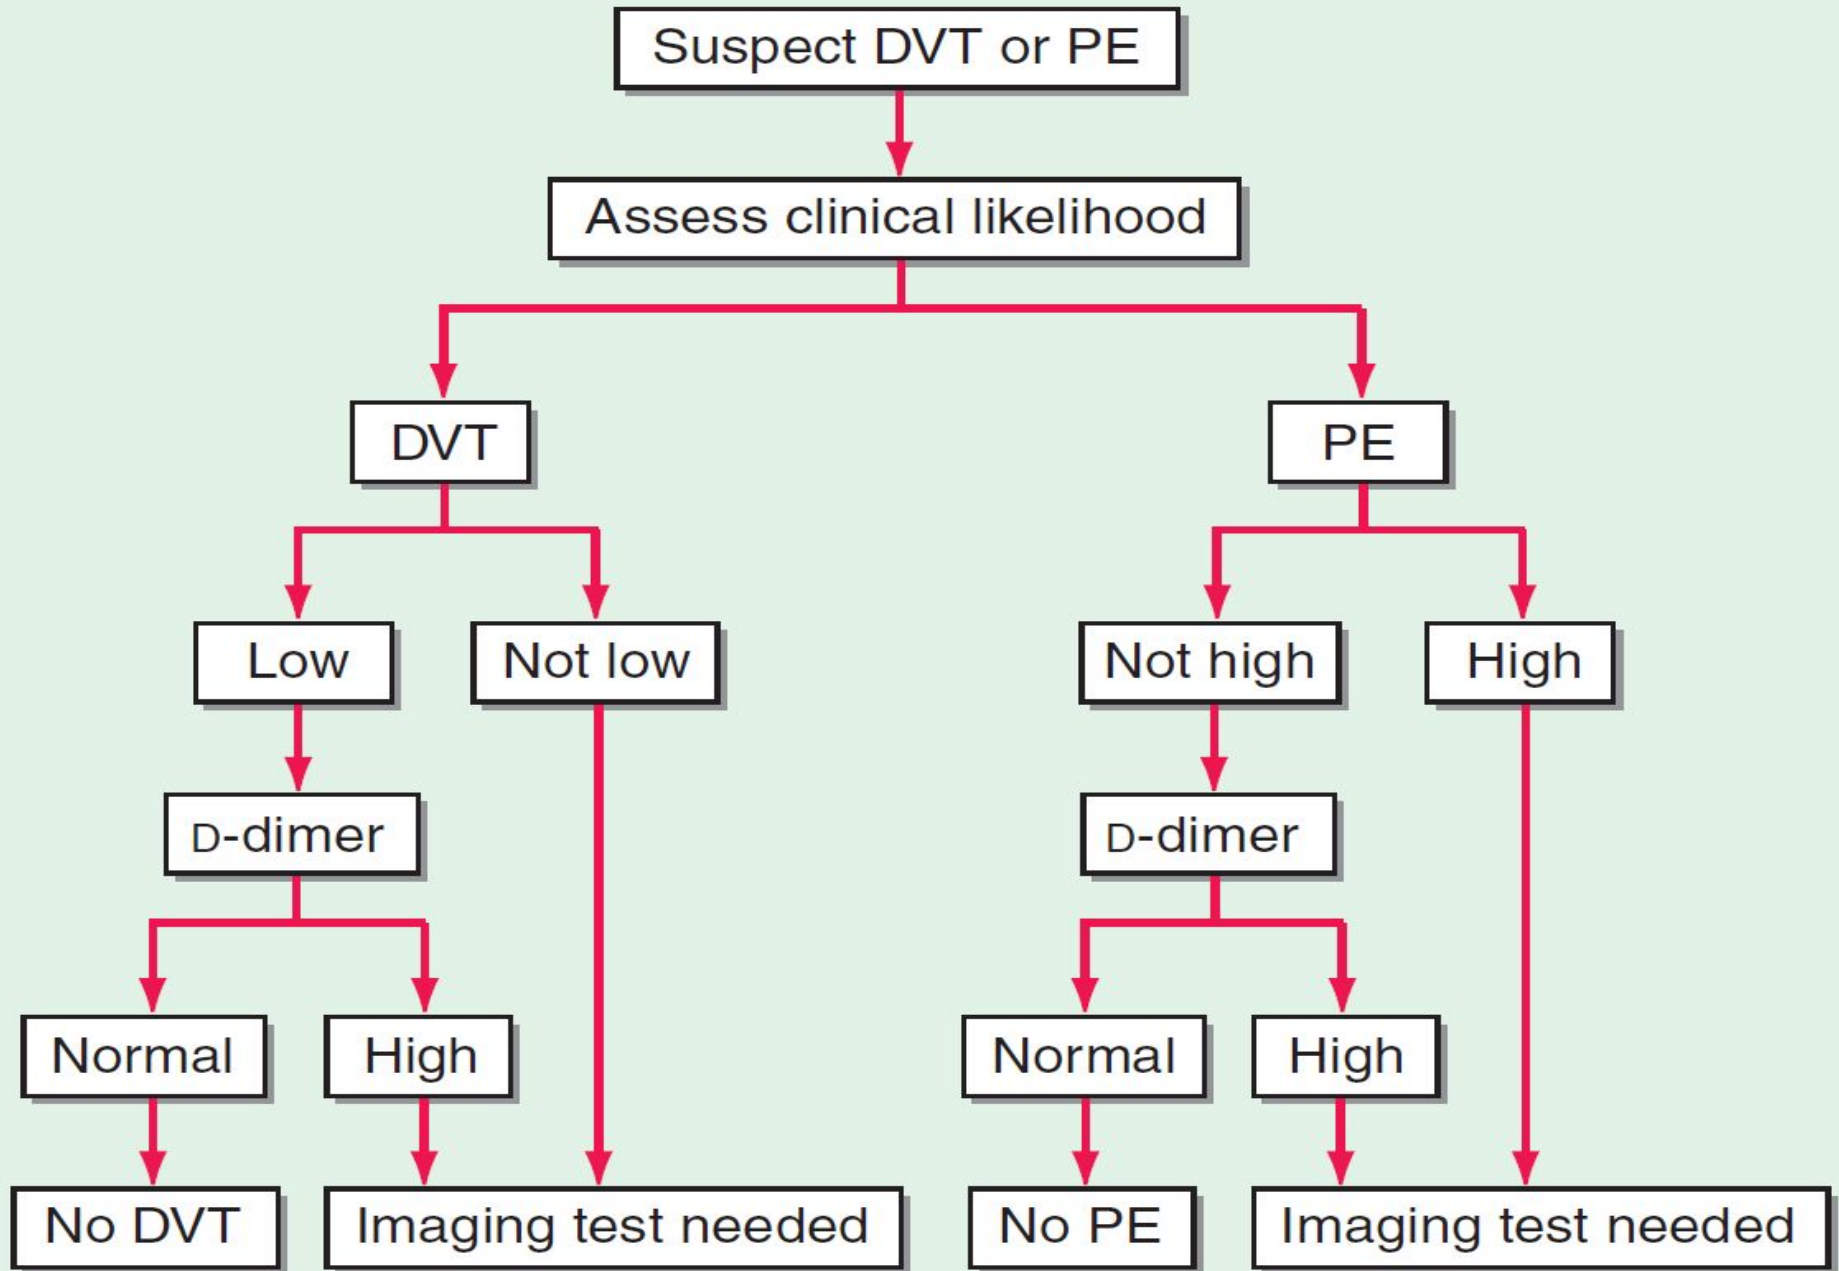 Suspect DVT or PE
Assess clinical likelihood
DVT
PE
Low
Not low
Not high
High
D-dimer
D-dimer
Normal
High
Normal
High
No DVT
Imaging test needed
No PE
Imaging test needed